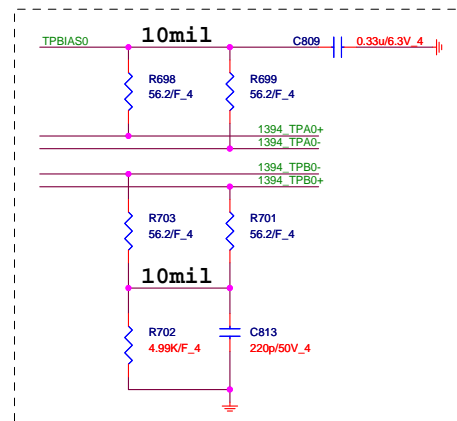 10mil
TPBIAS0
C809
0.33u/6.3V_4
R698
56.2/F_4
R699
56.2/F_4
1394_TPA0+
1394_TPA0-
1394_TPB0-
1394_TPB0+
R703
56.2/F_4
R701
56.2/F_4
10mil
R702
4.99K/F_4
C813
220p/50V_4